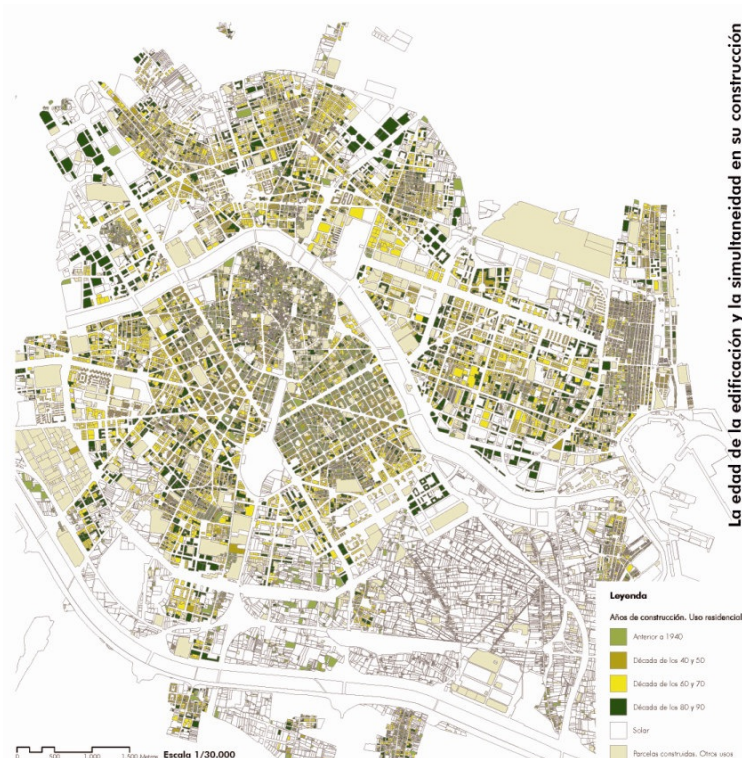 La edad de la edificación y la simultaneidad en su construcción
Leyenda
Años de construcción. Uso residencial
Anterior a 1940
Década de los 40 y 50
Década de los 60 y 70
Década de los 80 y 90
Solar
Parcelas construidas. Otros usos
0 500 1.000 1.500 Metros Escala 1/30.000